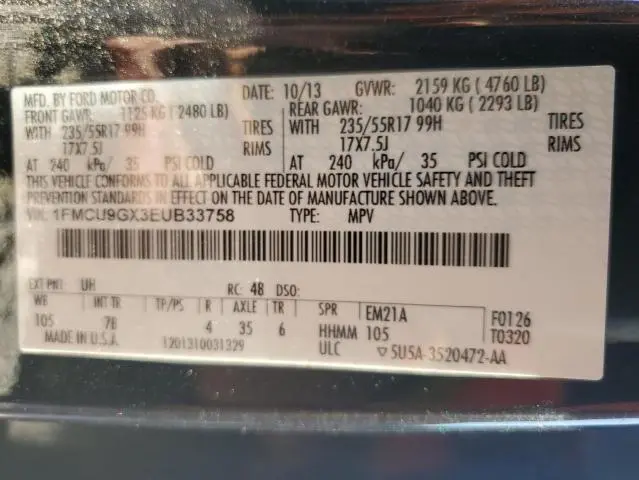 MFD. BY FORD MOTOR CO.
DATE: 10/13 GVWR: 2159 KG ( 4760 LB)
FRONT GAWR: 1125 KG ( 2480 LB) REAR GAWR: 1040 KG ( 2293 LB)
WITH 235/55R17 99H TIRES WITH 235/55R17 99H TIRES
17X7.5J RIMS 17X7.5J RIMS
AT 240 kPa/ 35 PSI COLD AT 240 kPa/ 35 PSI COLD
THIS VEHICLE CONFORMS TO ALL APPLICABLE FEDERAL MOTOR VEHICLE SAFETY AND THEFT
PREVENTION STANDARDS IN EFFECT ON THE DATE OF MANUFACTURE SHOWN ABOVE.
VIN: 1FMCU9GX3EUB33758 TYPE: MPV
EXT PNT: UH RC: 48 DSO:
WB INT TR TP/PS R AXLE TR SPR EM21A F0126
105 7B 4 35 6 HHMM 105 T0320
MADE IN U.S.A. 1201310031329 ULC 5U5A-3520472-AA